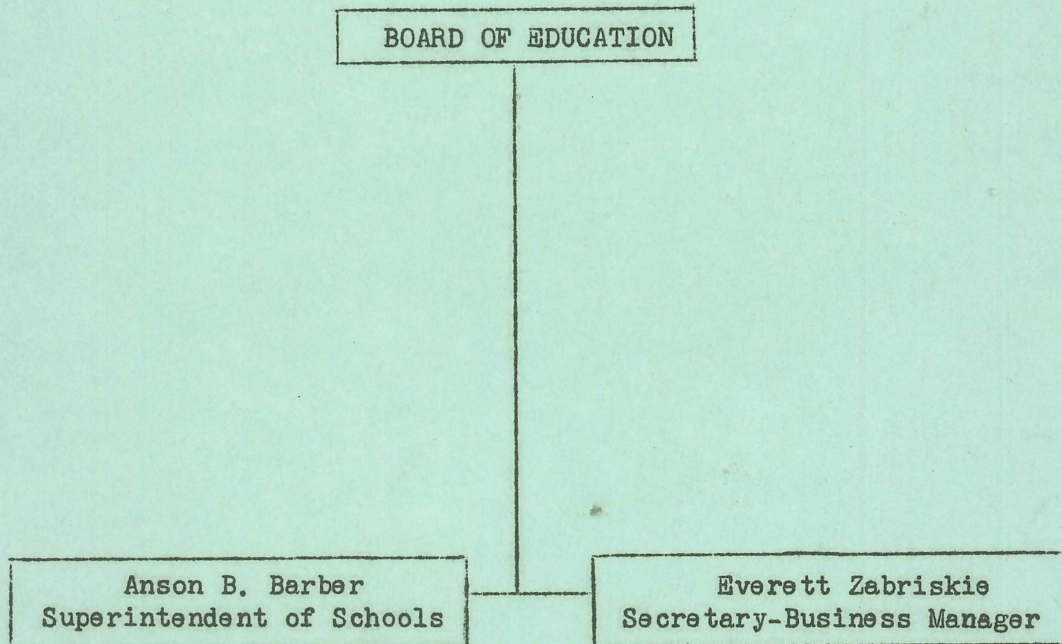 BOARD OF EDUCATION
Anson B. Barber
Superintendent of Schools
Everett Zabriskie
Secretary-Business Manager